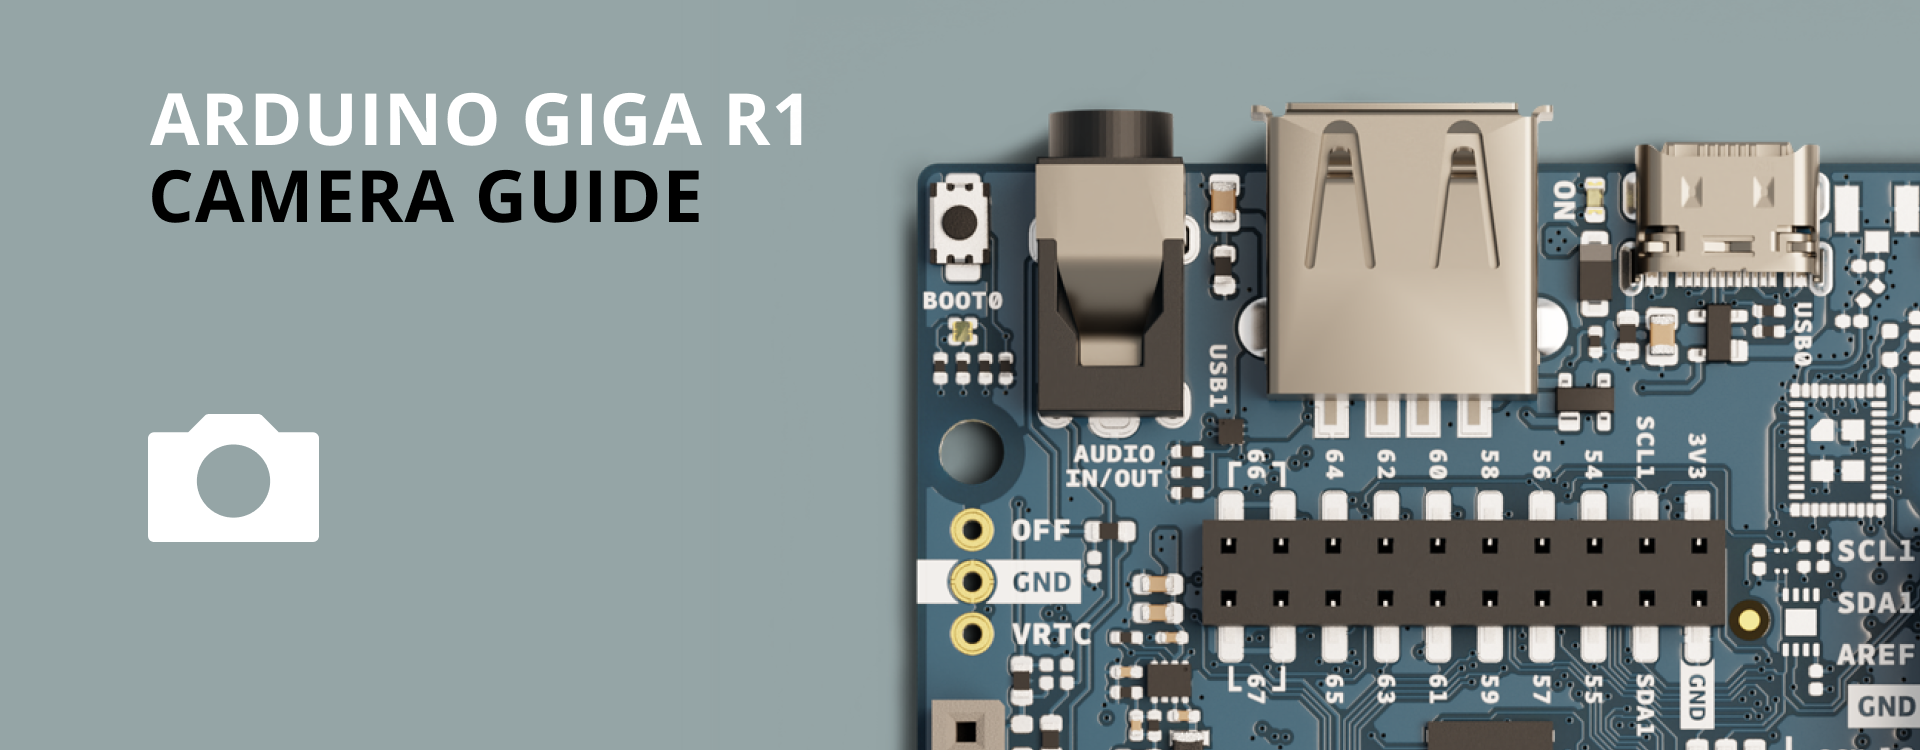 ARDUINO GIGA R1
CAMERA GUIDE
BOOT0
AUDIO
IN/OUT
USB1
ON
USB0
66
64
62
60
58
56
54
SCL1
3V3
OFF
GND
VRTC
67
65
63
61
59
57
55
SDA1
GND
SCL1
SDA1
AREF
GND